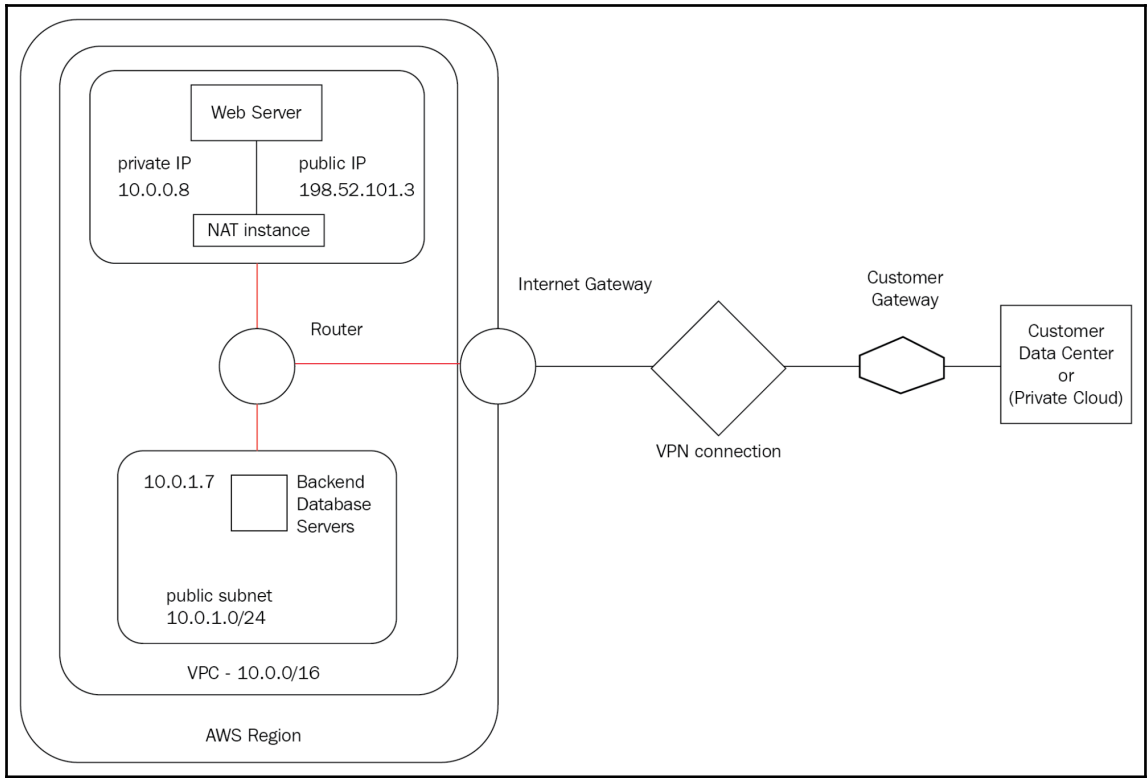 Web Server
private IP
10.0.0.8
public IP
198.52.101.3
NAT instance
Router
Internet Gateway
VPN connection
Customer
Gateway
Customer
Data Center
or
(Private Cloud)
10.0.1.7
Backend
Database
Servers
public subnet
10.0.1.0/24
VPC - 10.0.0/16
AWS Region